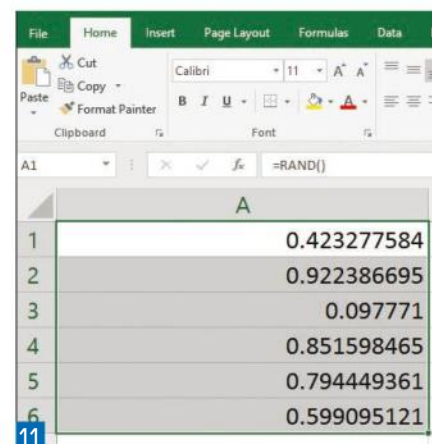 File Home Insert Page Layout Formulas Data
Cut
Copy
Paste
Format Painter
Calibri 11 A A
B I U A
Clipboard Font
A1 fx =RAND()
A
1 0.423277584
2 0.922386695
3 0.097771
4 0.851598465
5 0.794449361
6 0.599095121
11